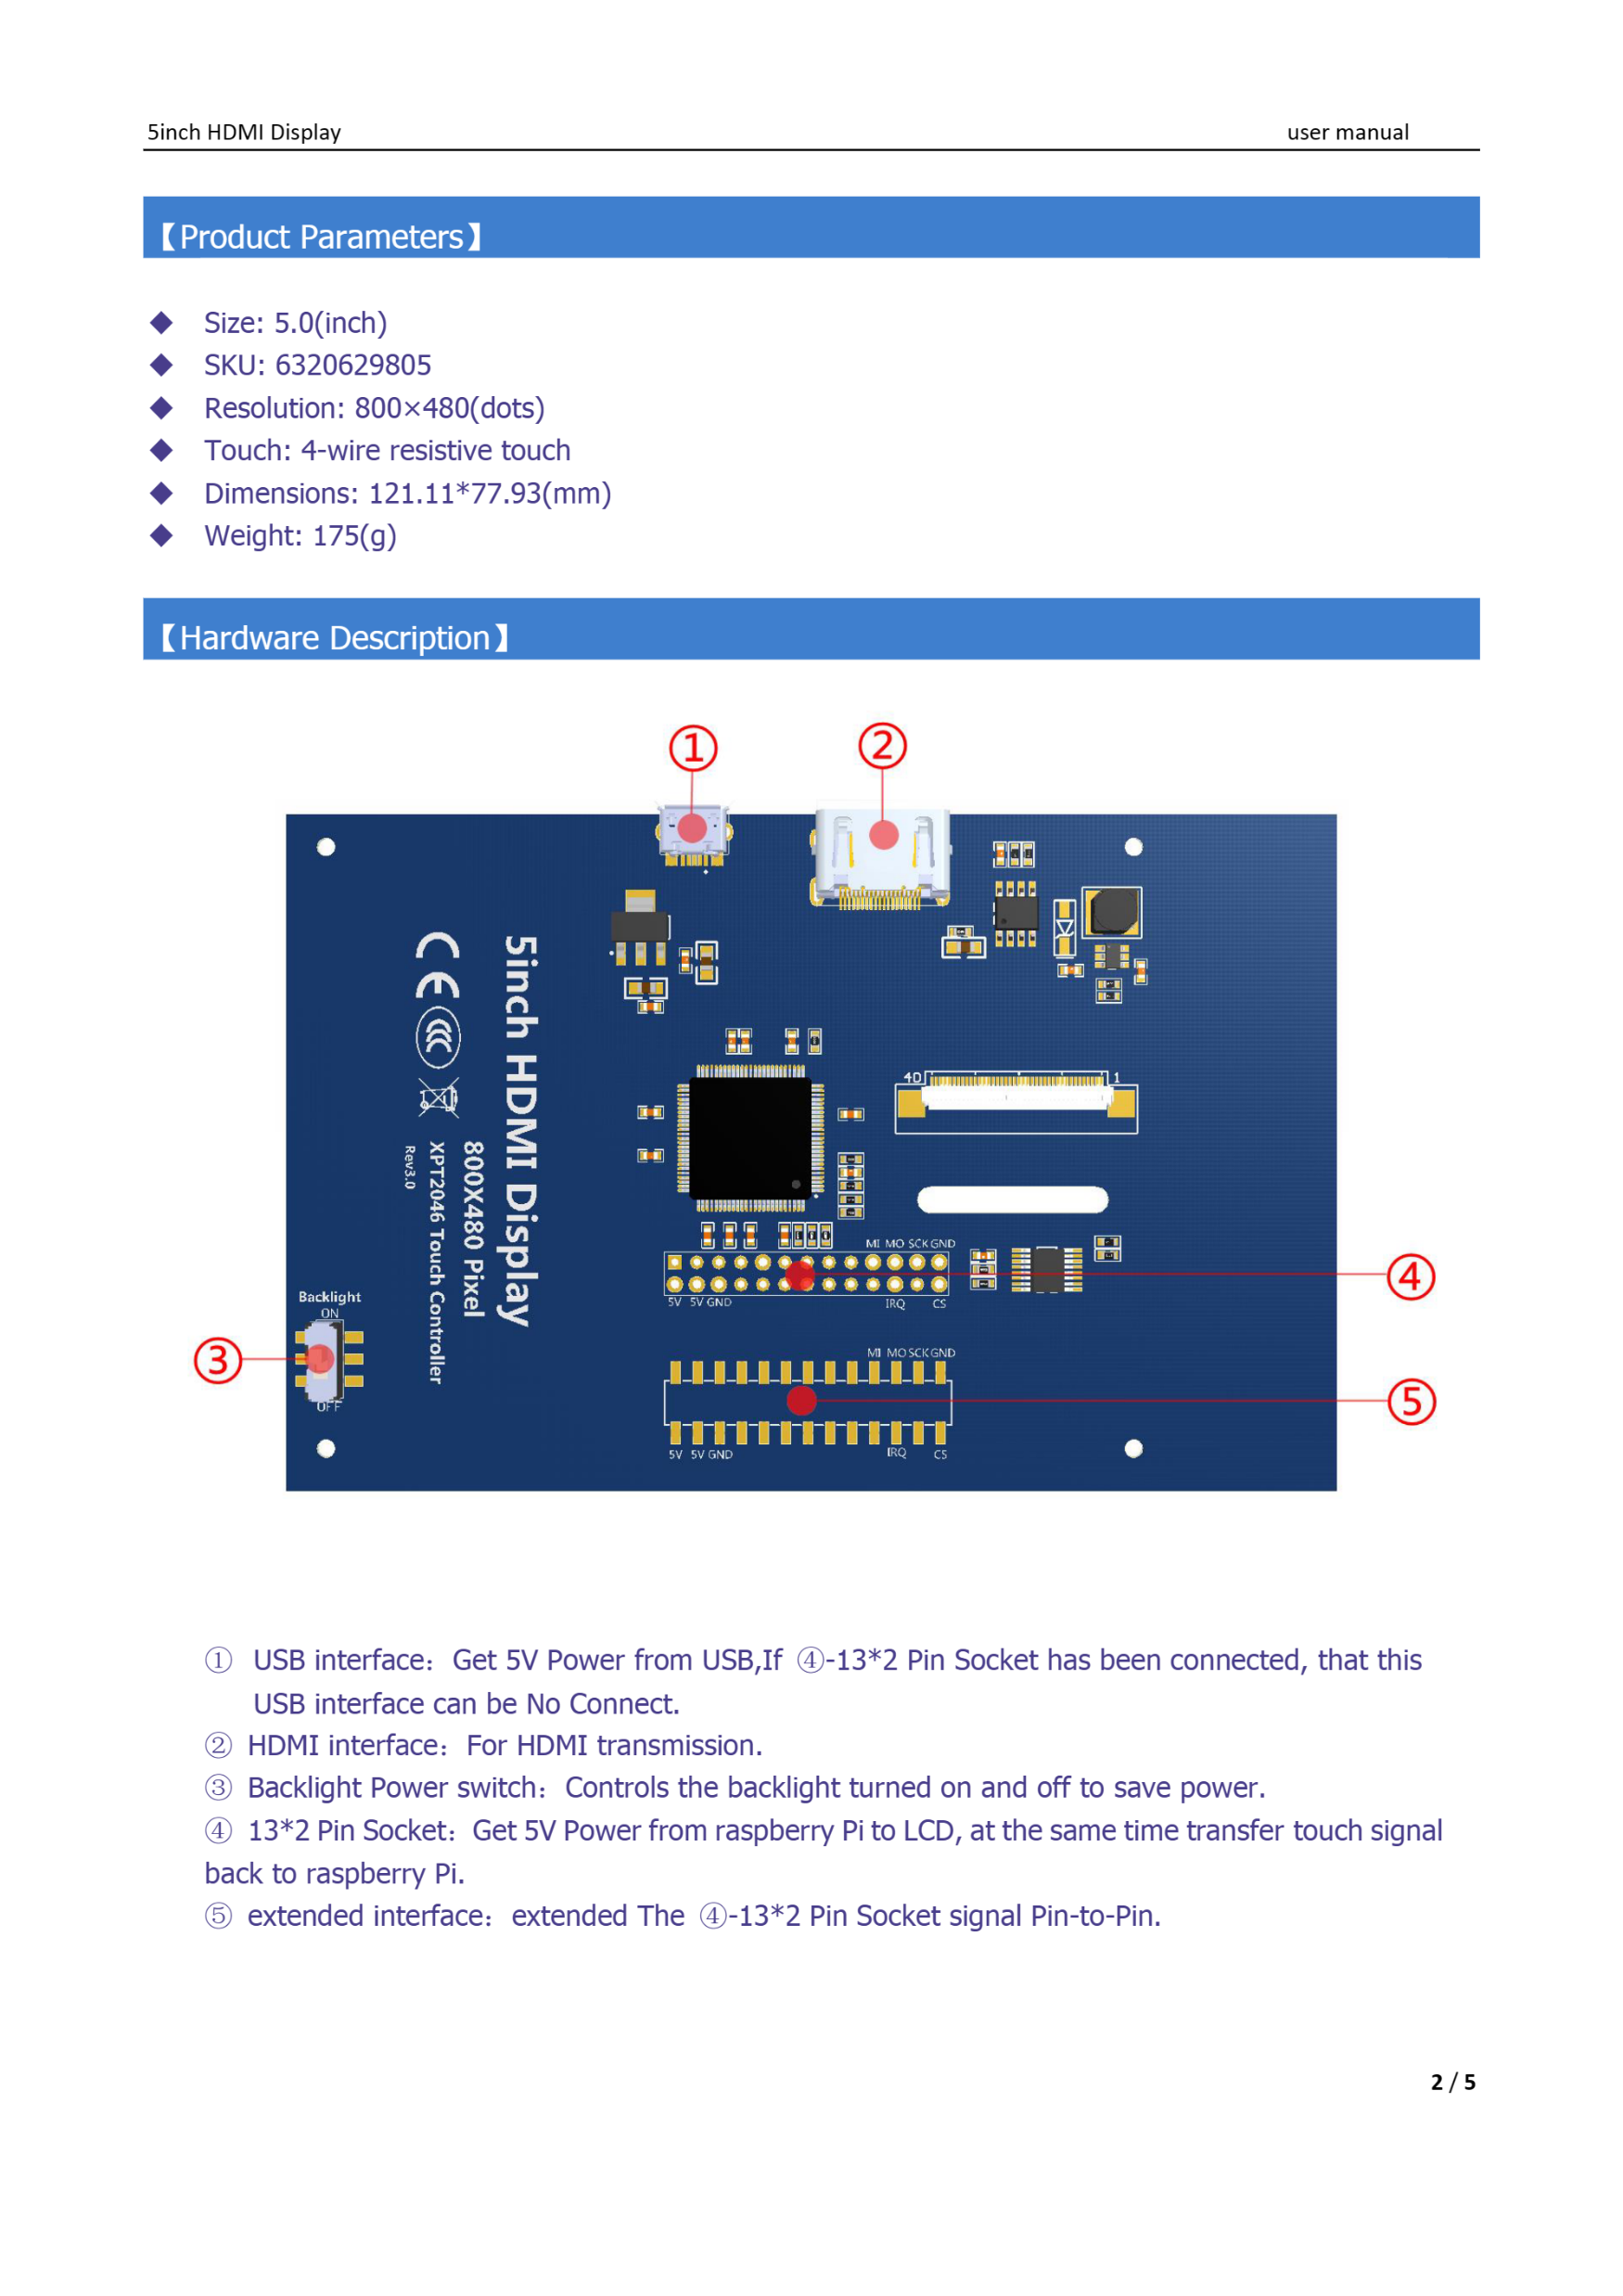 5inch HDMI Display user manual
【Product Parameters】
◆ Size: 5.0(inch)
◆ SKU: 6320629805
◆ Resolution: 800×480(dots)
◆ Touch: 4-wire resistive touch
◆ Dimensions: 121.11*77.93(mm)
◆ Weight: 175(g)
【Hardware Description】
①
②
5inch HDMI Display
800X480 Pixel
XPT2046 Touch Controller
Rev3.0
40 1
MI MO SCK GND
5V 5V GND IRQ CS
④
Backlight
ON
OFF
③
MI MO SCK GND
5V 5V GND IRQ CS
⑤
① USB interface：Get 5V Power from USB,If ④-13*2 Pin Socket has been connected, that this
USB interface can be No Connect.
② HDMI interface：For HDMI transmission.
③ Backlight Power switch：Controls the backlight turned on and off to save power.
④ 13*2 Pin Socket：Get 5V Power from raspberry Pi to LCD, at the same time transfer touch signal
back to raspberry Pi.
⑤ extended interface：extended The ④-13*2 Pin Socket signal Pin-to-Pin.
2 / 5